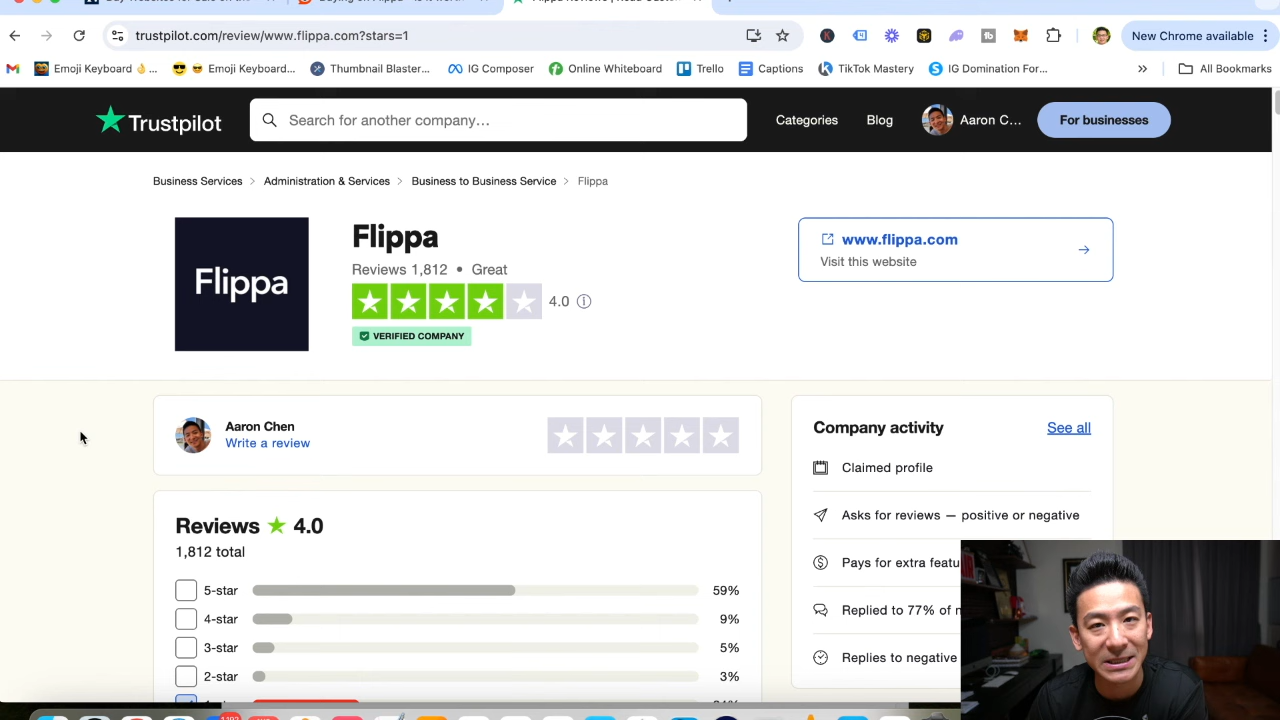 trustpilot.com/review/www.flippa.com?stars=1
New Chrome available
Emoji Keyboard 👌...
Emoji Keyboard...
Thumbnail Blaster...
IG Composer
Online Whiteboard
Trello
Captions
TikTok Mastery
IG Domination For...
All Bookmarks
Trustpilot
Search for another company...
Categories
Blog
Aaron C...
For businesses
Business Services > Administration & Services > Business to Business Service > Flippa
Flippa
Flippa
Reviews 1,812 • Great
4.0
VERIFIED COMPANY
www.flippa.com
Visit this website
Aaron Chen
Write a review
Company activity
See all
Claimed profile
Asks for reviews — positive or negative
Pays for extra featu
Replied to 77% of n
Replies to negative
Reviews ★ 4.0
1,812 total
5-star 59%
4-star 9%
3-star 5%
2-star 3%